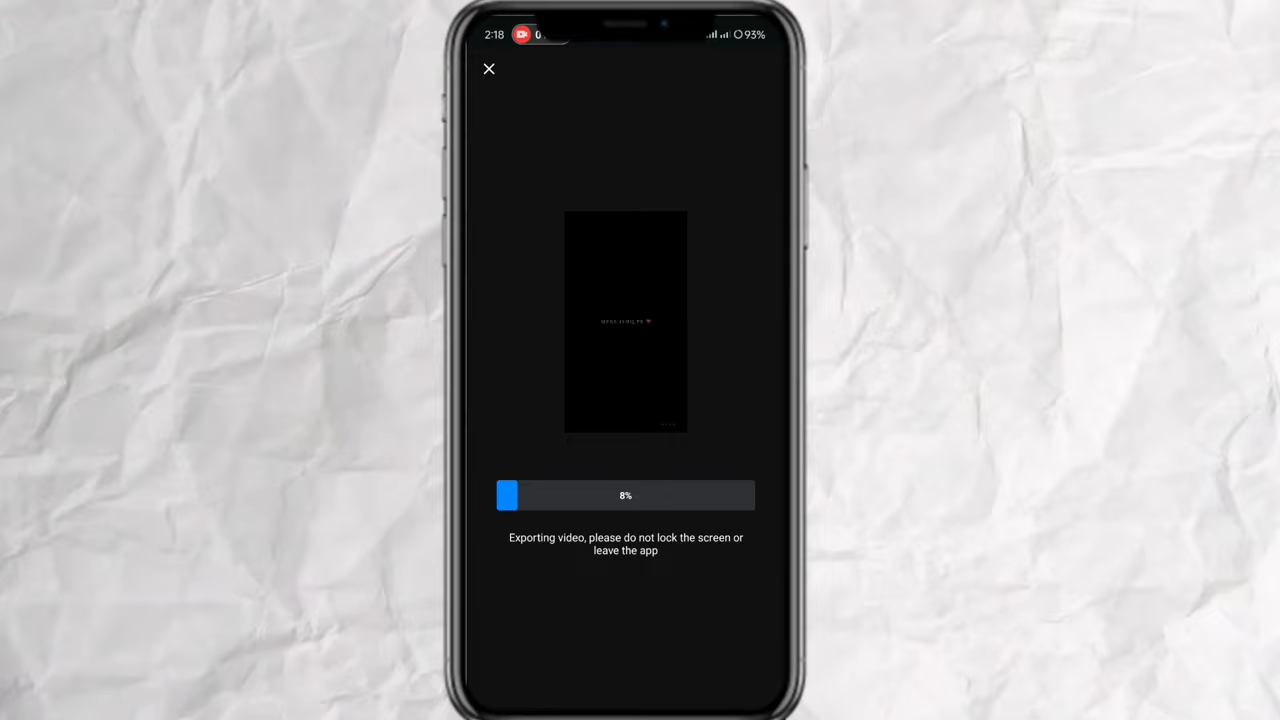 2:18
93%
8%
Exporting video, please do not lock the screen or
leave the app